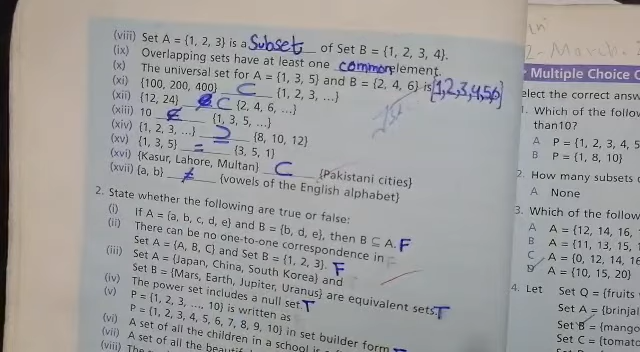 (viii) Set A = {1, 2, 3} is a Subset of Set B = {1, 2, 3, 4}.
(ix) Overlapping sets have at least one common element.
(x) The universal set for A = {1, 3, 5} and B = {2, 4, 6} is {1,2,3,4,5,6}
(xi) {100, 200, 400} ⊂ {1, 2, 3, ...}
(xii) {12, 24} ⊂ {2, 4, 6, ...}
(xiii) 10 ∉ {1, 3, 5, ...}
(xiv) {1, 2, 3, ...} ⊃ {8, 10, 12}
(xv) {1, 3, 5} = {3, 5, 1}
(xvi) {Kasur, Lahore, Multan} ⊂ {Pakistani cities}
(xvii) {a, b} ≠ {vowels of the English alphabet}
2. State whether the following are true or false:
(i) If A = {a, b, c, d, e} and B = {b, d, e}, then B ⊆ A. F
(ii) There can be no one-to-one correspondence in
Set A = {A, B, C} and Set B = {1, 2, 3}. F
(iii) Set A = {Japan, China, South Korea} and
Set B = {Mars, Earth, Jupiter, Uranus} are equivalent sets. T
(iv) The power set includes a null set. T
(v) P = {1, 2, 3, ..., 10} is written as
P = {1, 2, 3, 4, 5, 6, 7, 8, 9, 10} in set builder form
(vi) A set of all the children in a school is
(vii) A set of all the
(viii) The
2- March-
Multiple Choice
elect the correct answ
1. Which of the follow
than10?
A P = {1, 2, 3, 4, 5
B P = {1, 8, 10}
2. How many subsets
A None
3. Which of the follow
A A = {12, 14, 16,
B A = {11, 13, 15,
C A = {0, 12, 14, 16
D A = {10, 15, 20}
4. Let Set Q = {fruits
Set A = {brinjal
Set B = {mango
Set C = {tomato